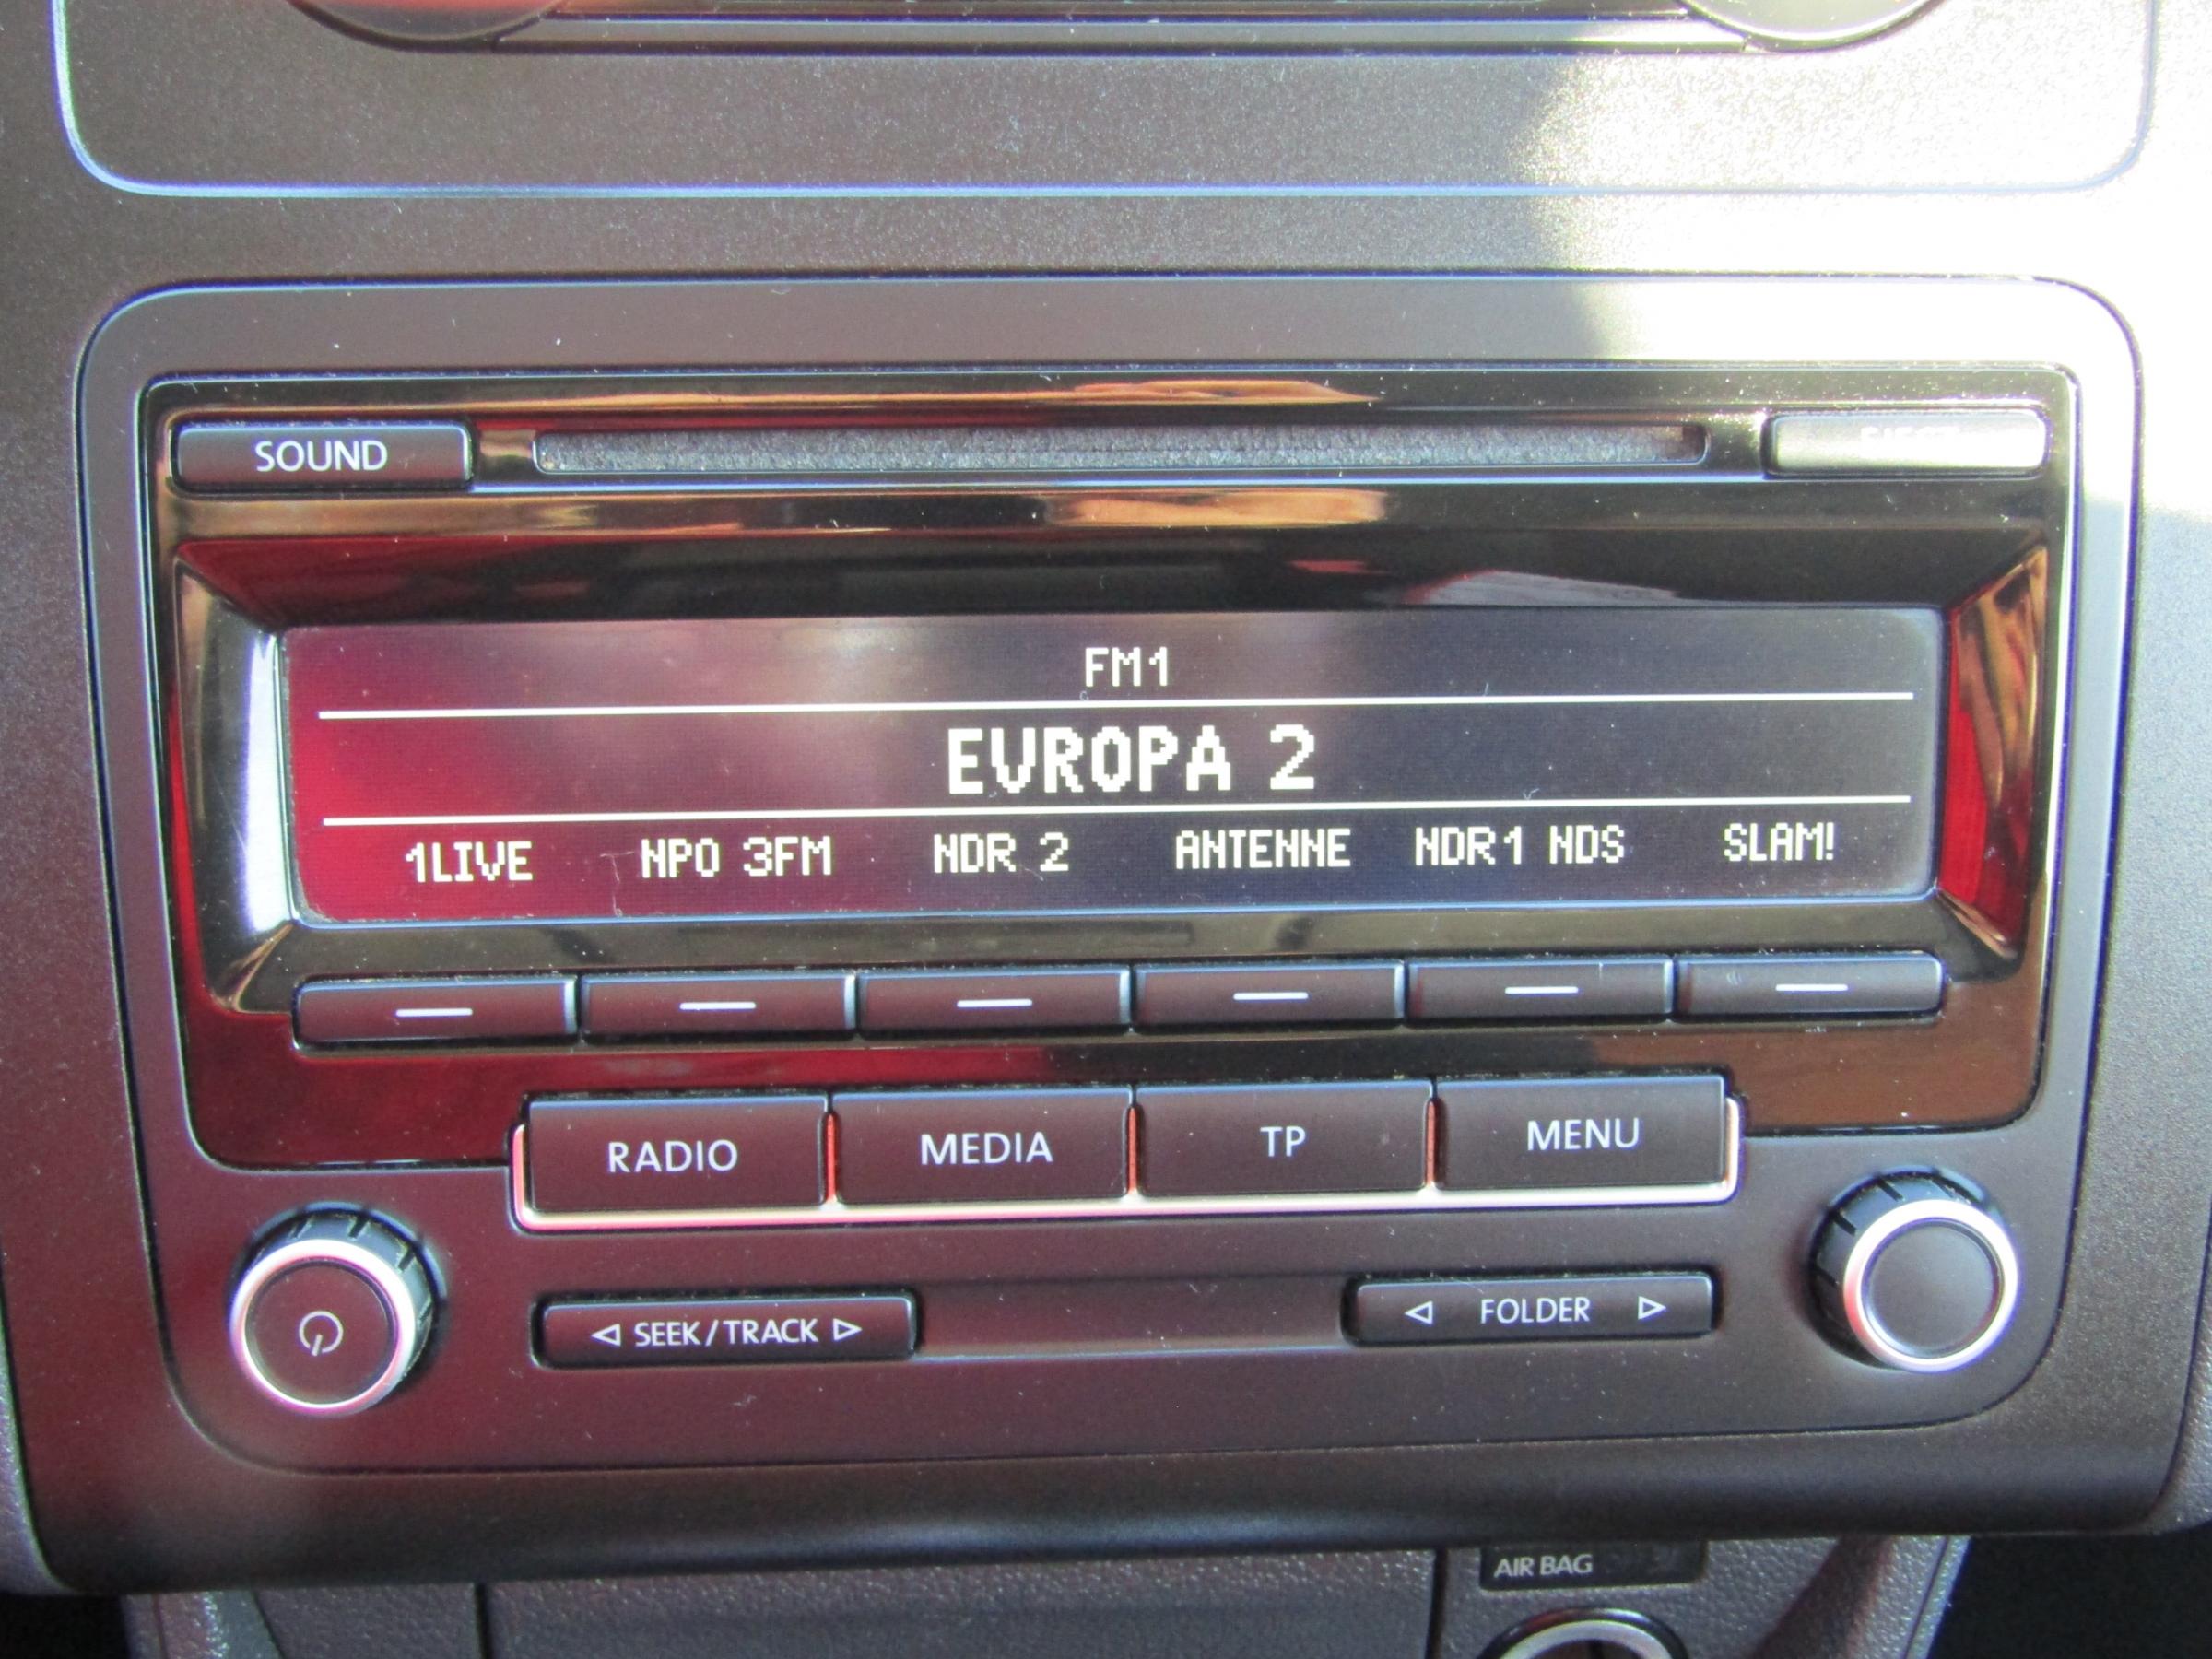 SOUND
FM1
EVROPA 2
1LIVE NPO 3FM NDR 2 ANTENNE NDR1 NDS SLAM!
RADIO MEDIA TP MENU
SEEK/TRACK FOLDER
AIR BAG